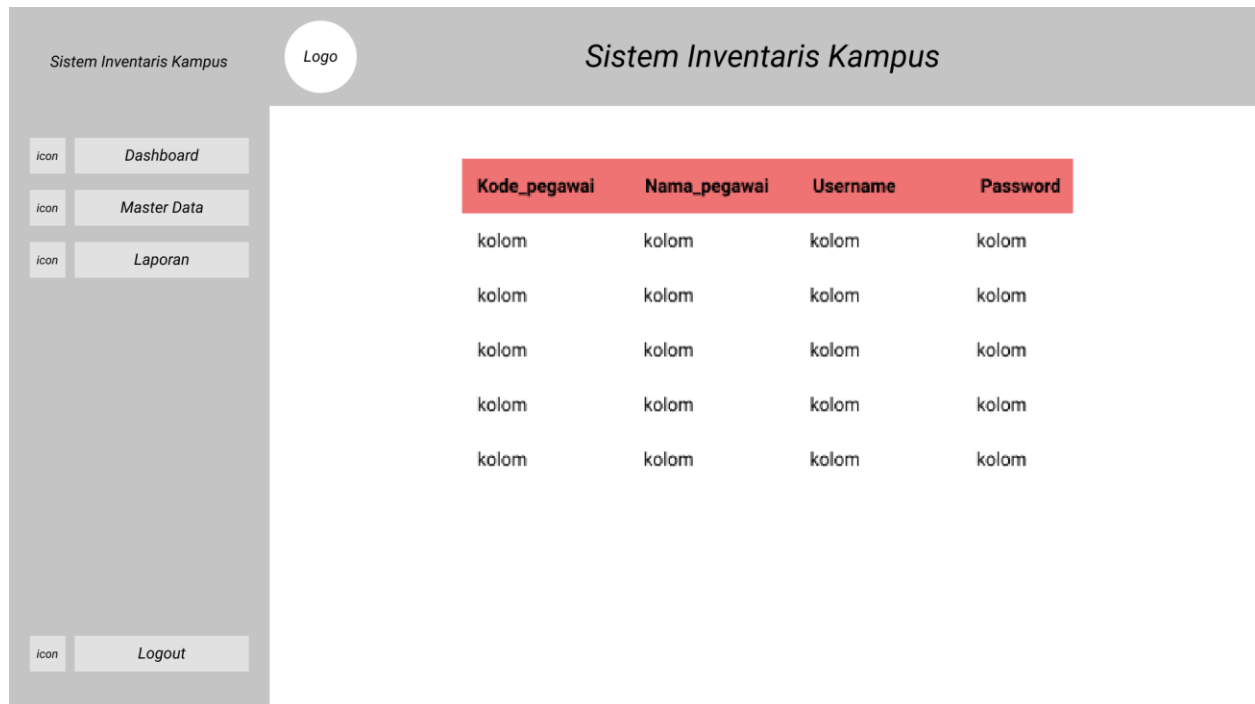 Sistem Inventaris Kampus
Logo
Sistem Inventaris Kampus
icon Dashboard
icon Master Data
icon Laporan
Kode_pegawai Nama_pegawai Username Password
kolom kolom kolom kolom
kolom kolom kolom kolom
kolom kolom kolom kolom
kolom kolom kolom kolom
kolom kolom kolom kolom
icon Logout